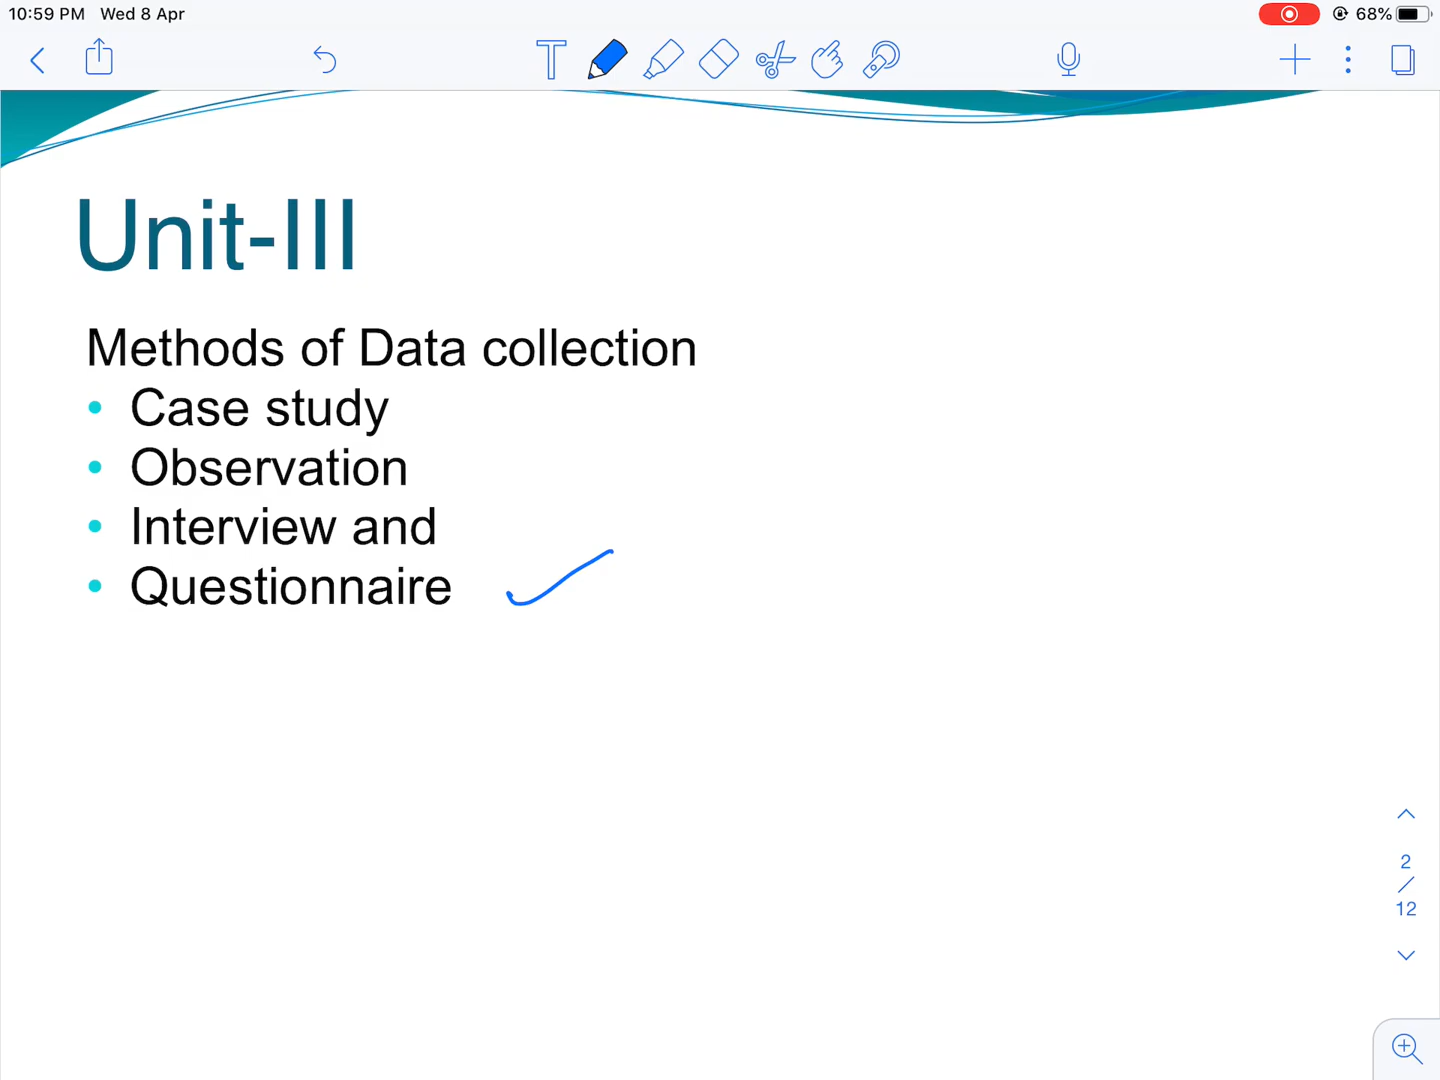 10:59 PM Wed 8 Apr
68%
Unit-III
Methods of Data collection
• Case study
• Observation
• Interview and
• Questionnaire
2
/
12